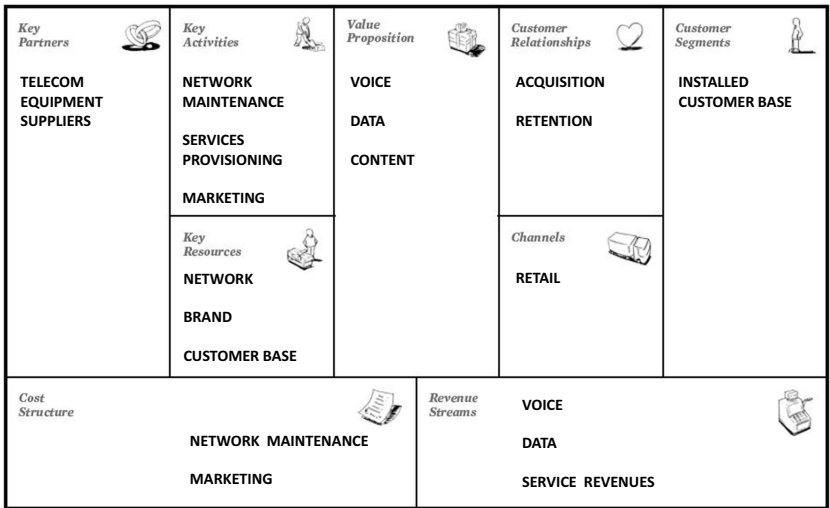 Key
Partners
TELECOM
EQUIPMENT
SUPPLIERS
Key
Activities
NETWORK
MAINTENANCE
SERVICES
PROVISIONING
MARKETING
Key
Resources
NETWORK
BRAND
CUSTOMER BASE
Value
Proposition
VOICE
DATA
CONTENT
Customer
Relationships
ACQUISITION
RETENTION
Channels
RETAIL
Customer
Segments
INSTALLED
CUSTOMER BASE
Cost
Structure
NETWORK MAINTENANCE
MARKETING
Revenue
Streams
VOICE
DATA
SERVICE REVENUES